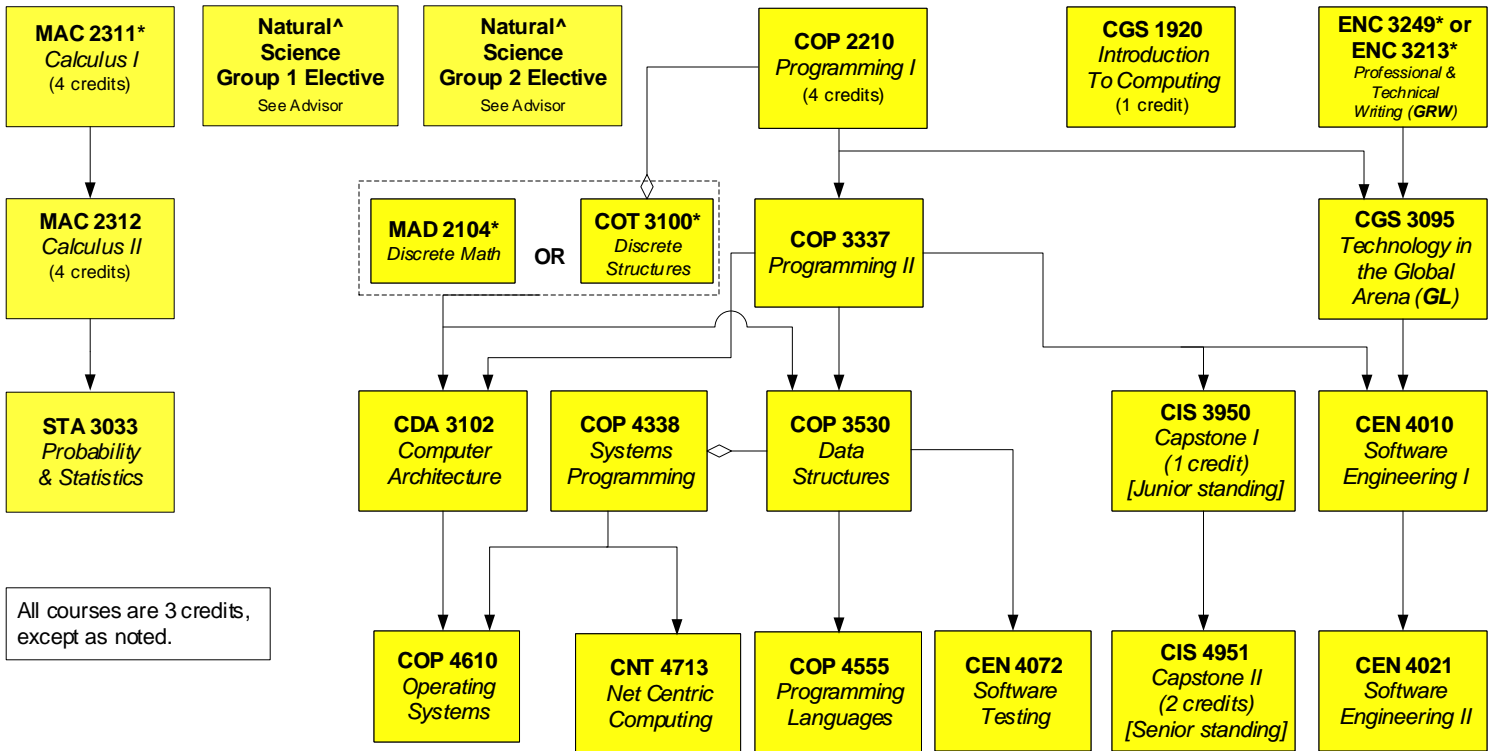 MAC 2311*
Calculus I
(4 credits)
Natural^
Science
Group 1 Elective
See Advisor
Natural^
Science
Group 2 Elective
See Advisor
COP 2210
Programming I
(4 credits)
CGS 1920
Introduction
To Computing
(1 credit)
ENC 3249* or
ENC 3213*
Professional &
Technical
Writing (GRW)
MAC 2312
Calculus II
(4 credits)
MAD 2104*
Discrete Math
OR
COT 3100*
Discrete
Structures
COP 3337
Programming II
CGS 3095
Technology in
the Global
Arena (GL)
STA 3033
Probability
& Statistics
CDA 3102
Computer
Architecture
COP 4338
Systems
Programming
COP 3530
Data
Structures
CIS 3950
Capstone I
(1 credit)
[Junior standing]
CEN 4010
Software
Engineering I
All courses are 3 credits,
except as noted.
COP 4610
Operating
Systems
CNT 4713
Net Centric
Computing
COP 4555
Programming
Languages
CEN 4072
Software
Testing
CIS 4951
Capstone II
(2 credits)
[Senior standing]
CEN 4021
Software
Engineering II